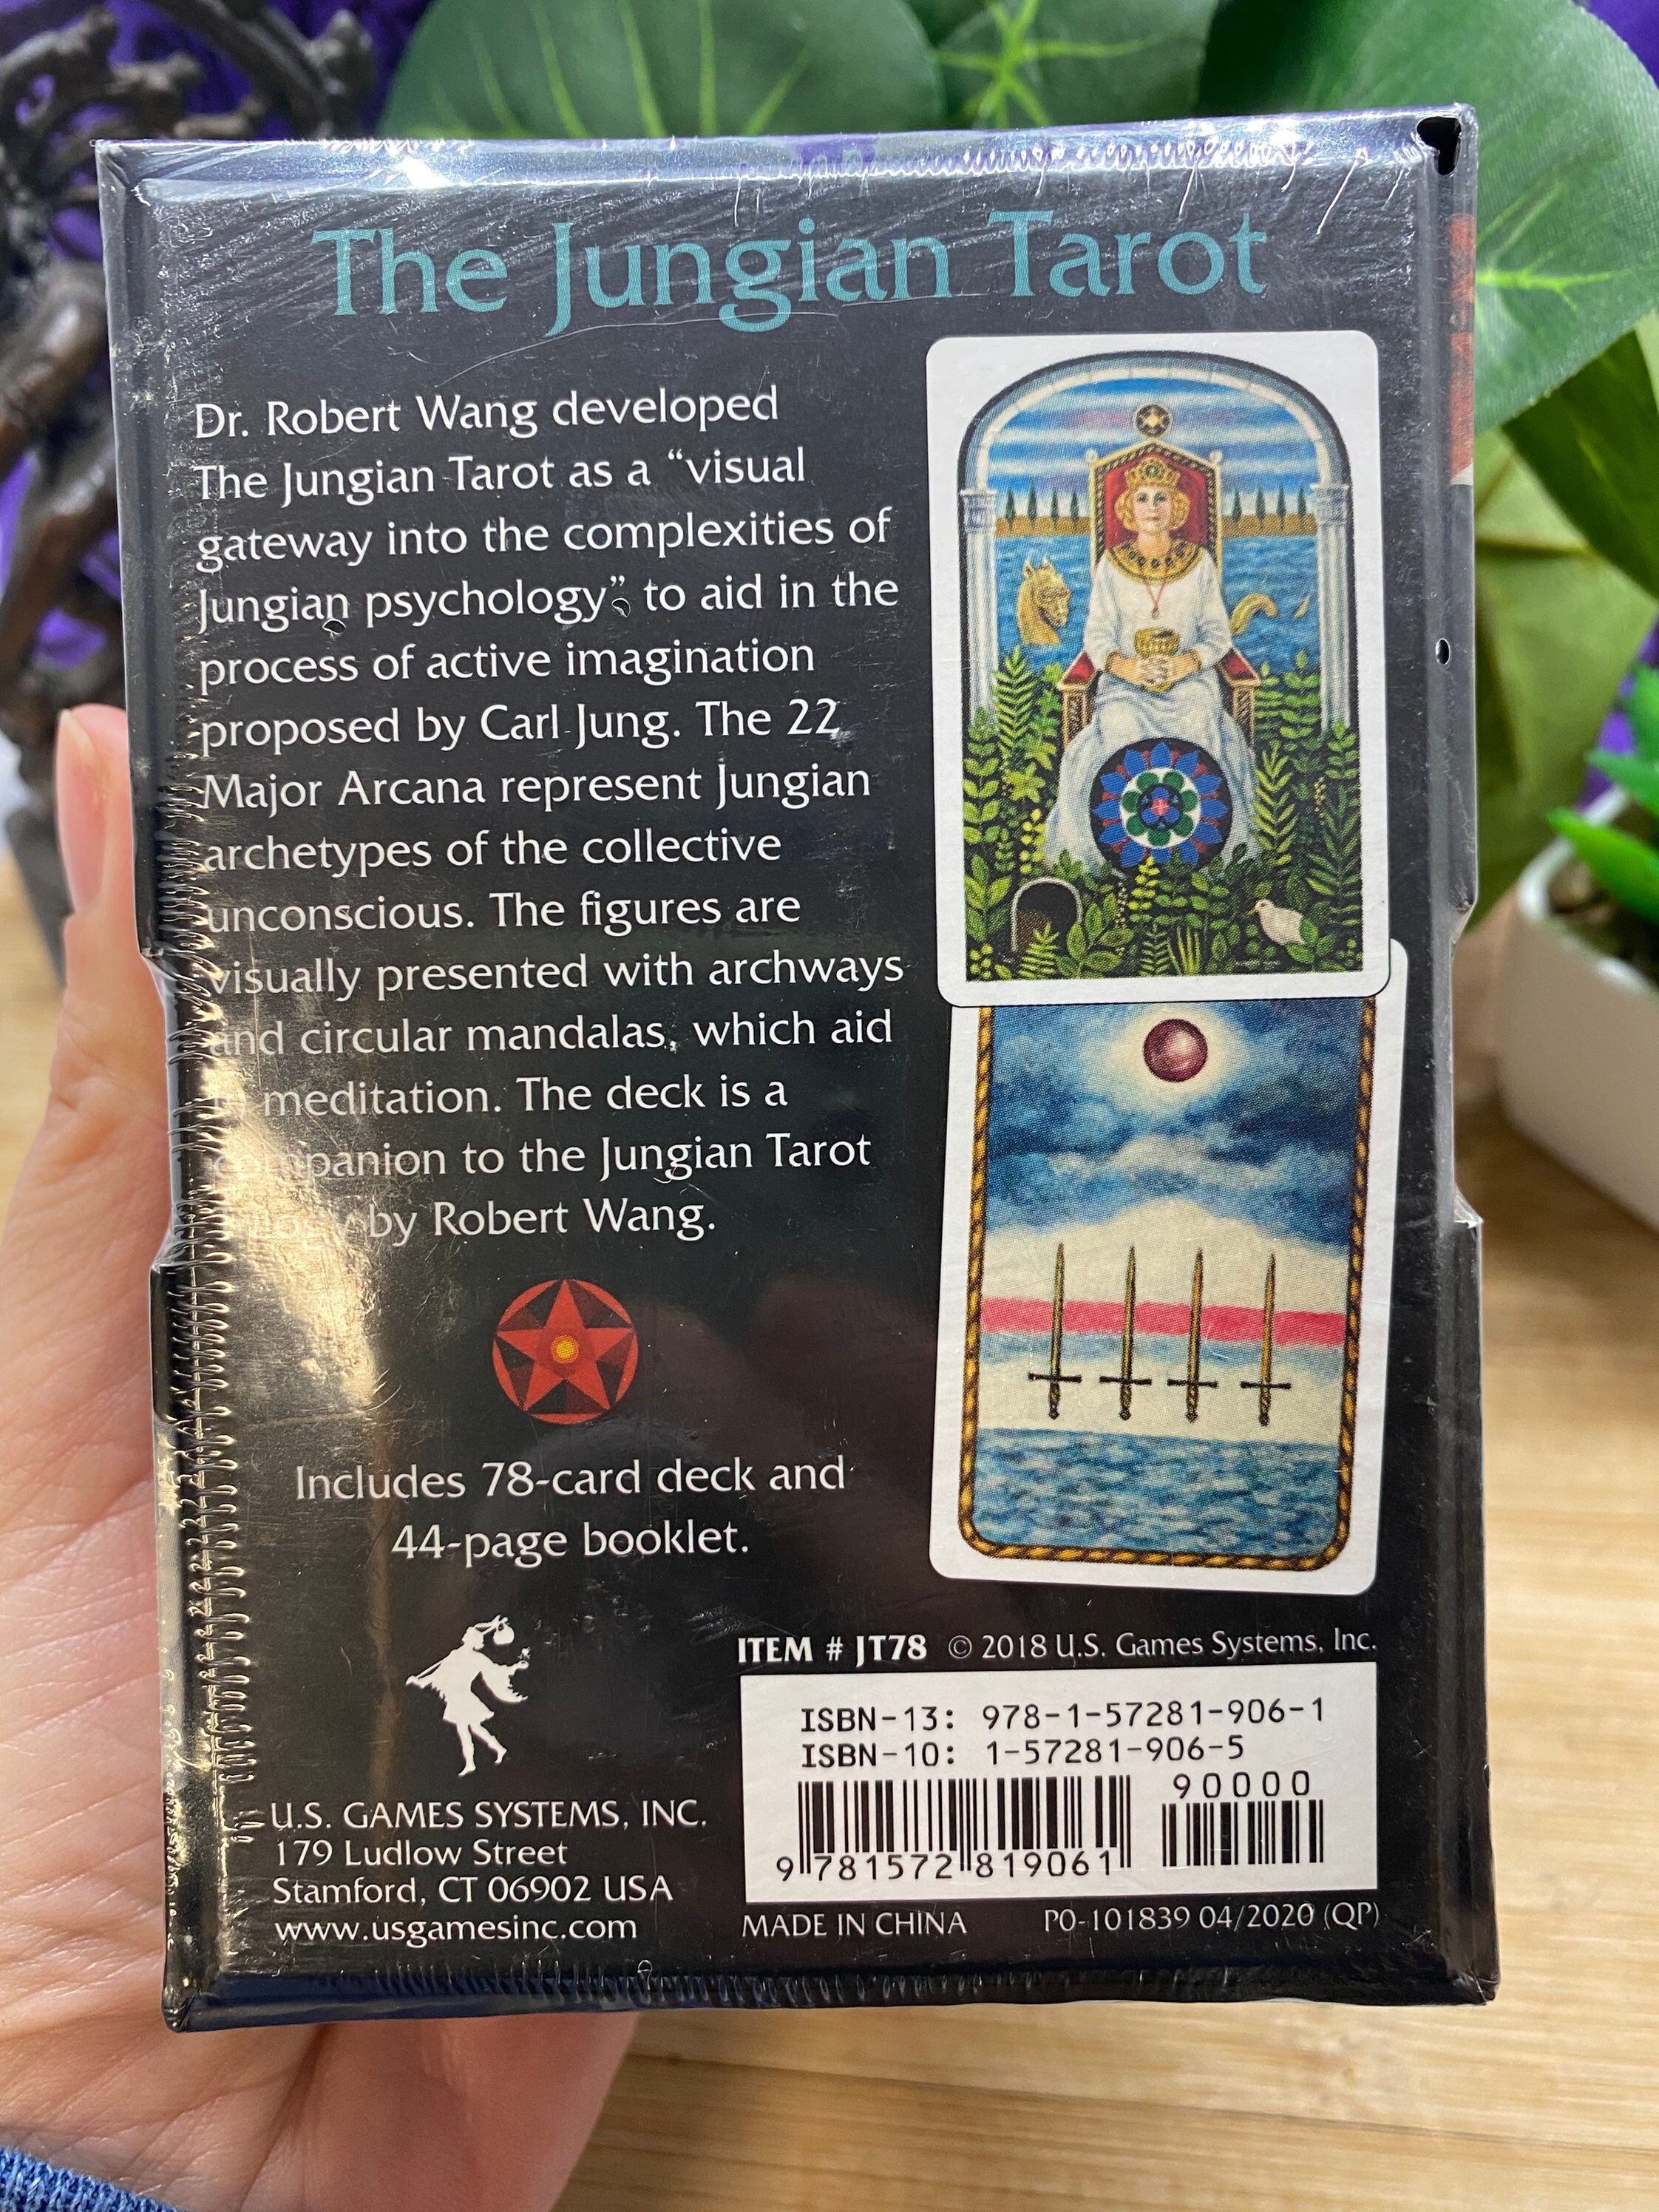 The Jungian Tarot
Dr. Robert Wang developed
The Jungian Tarot as a “visual
gateway into the complexities of
Jungian psychology” to aid in the
process of active imagination
proposed by Carl Jung. The 22
Major Arcana represent Jungian
archetypes of the collective
unconscious. The figures are
visually presented with archways
and circular mandalas, which aid
in meditation. The deck is a
companion to the Jungian Tarot
by Robert Wang.
Includes 78-card deck and
44-page booklet.
ITEM # JT78 © 2018 U.S. Games Systems, Inc.
ISBN-13: 978-1-57281-906-1
ISBN-10: 1-57281-906-5
90000
9 781572 819061
U.S. GAMES SYSTEMS, INC.
179 Ludlow Street
Stamford, CT 06902 USA
www.usgamesinc.com
MADE IN CHINA PO-101839 04/2020 (QP)